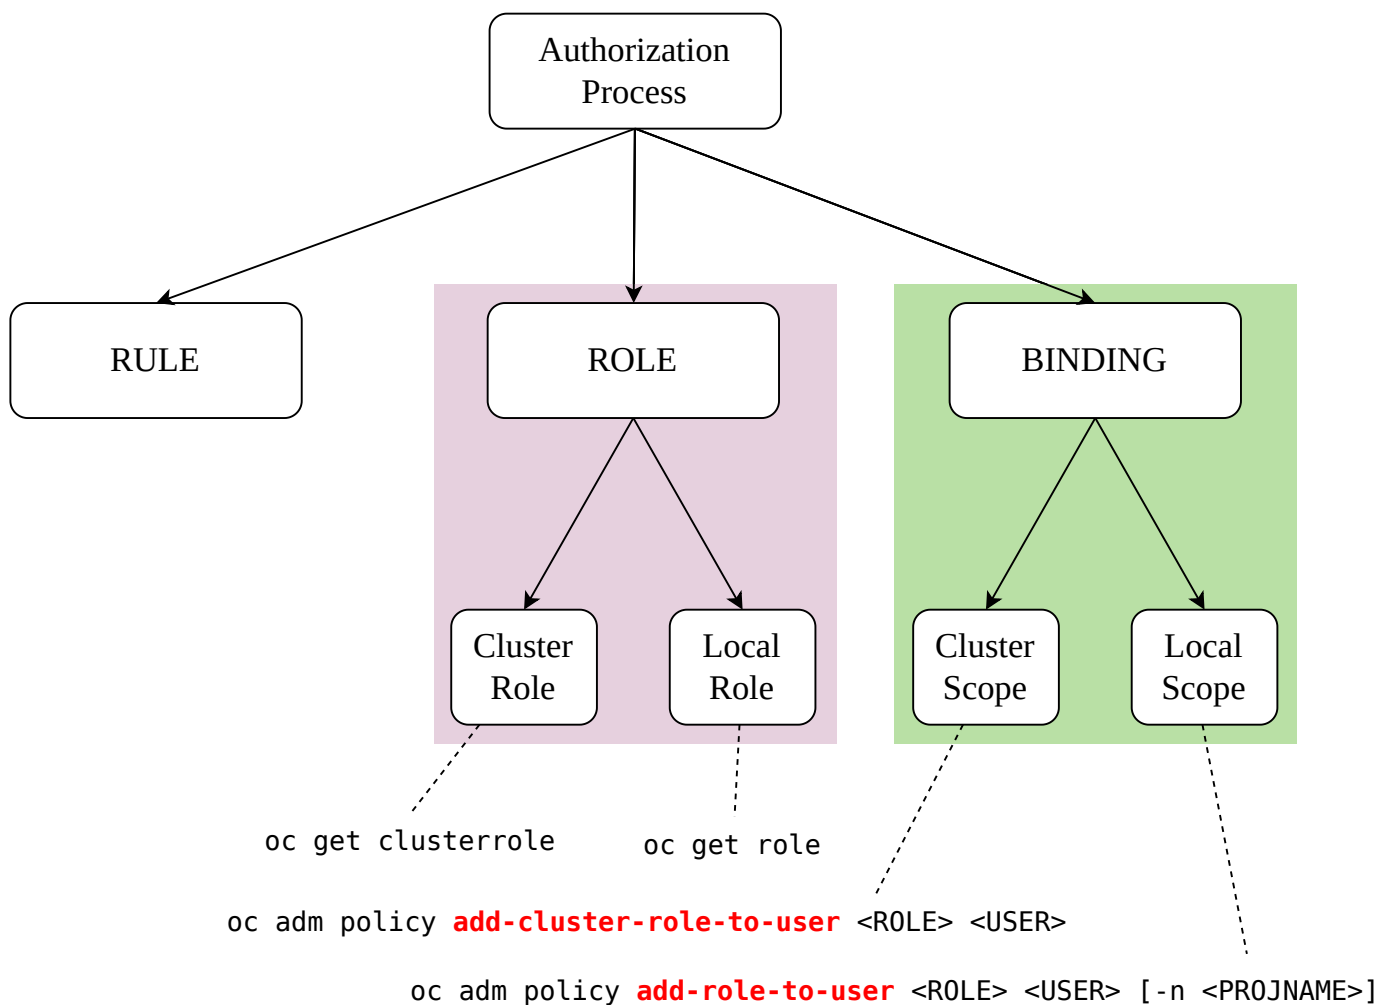 Authorization
Process
RULE
ROLE
BINDING
Cluster
Role
Local
Role
Cluster
Scope
Local
Scope
oc get clusterrole
oc get role
oc adm policy add-cluster-role-to-user <ROLE> <USER>
oc adm policy add-role-to-user <ROLE> <USER> [-n <PROJNAME>]